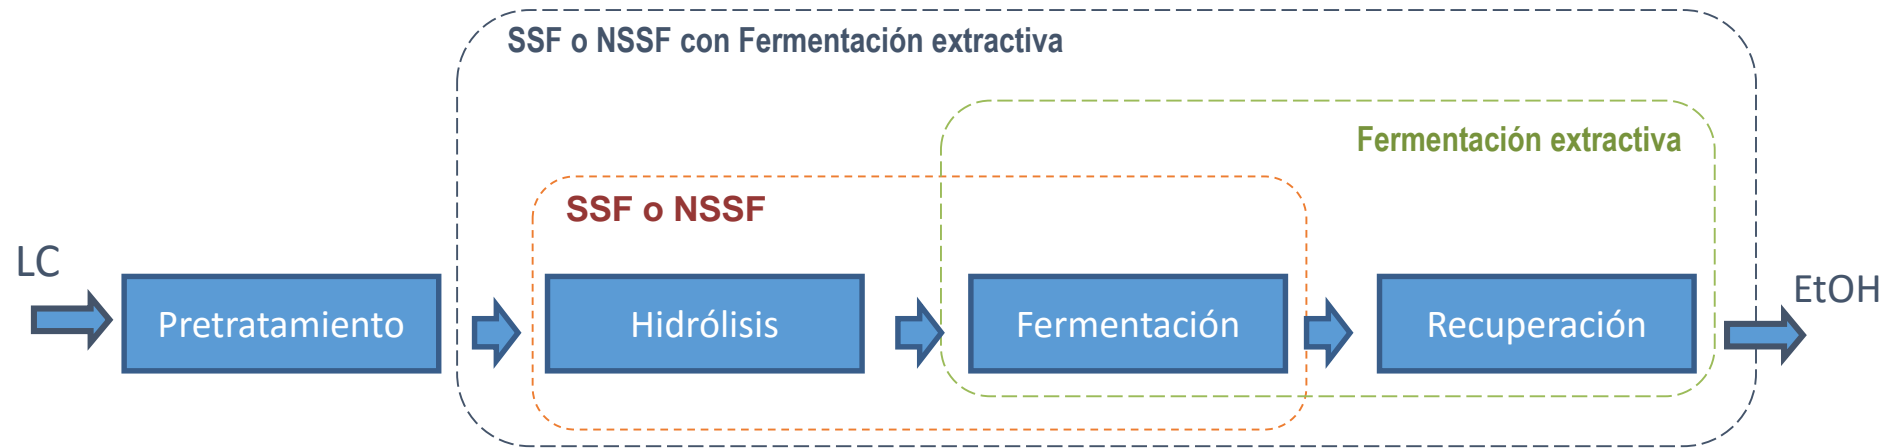 SSF o NSSF con Fermentación extractiva
Fermentación extractiva
SSF o NSSF
LC
Pretratamiento
Hidrólisis
Fermentación
Recuperación
EtOH